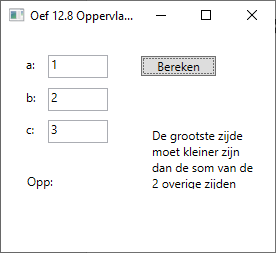 Oef 12.8 Oppervla...
a: 1
Bereken
b: 2
c: 3
De grootste zijde
moet kleiner zijn
dan de som van de
2 overige zijden
Opp: